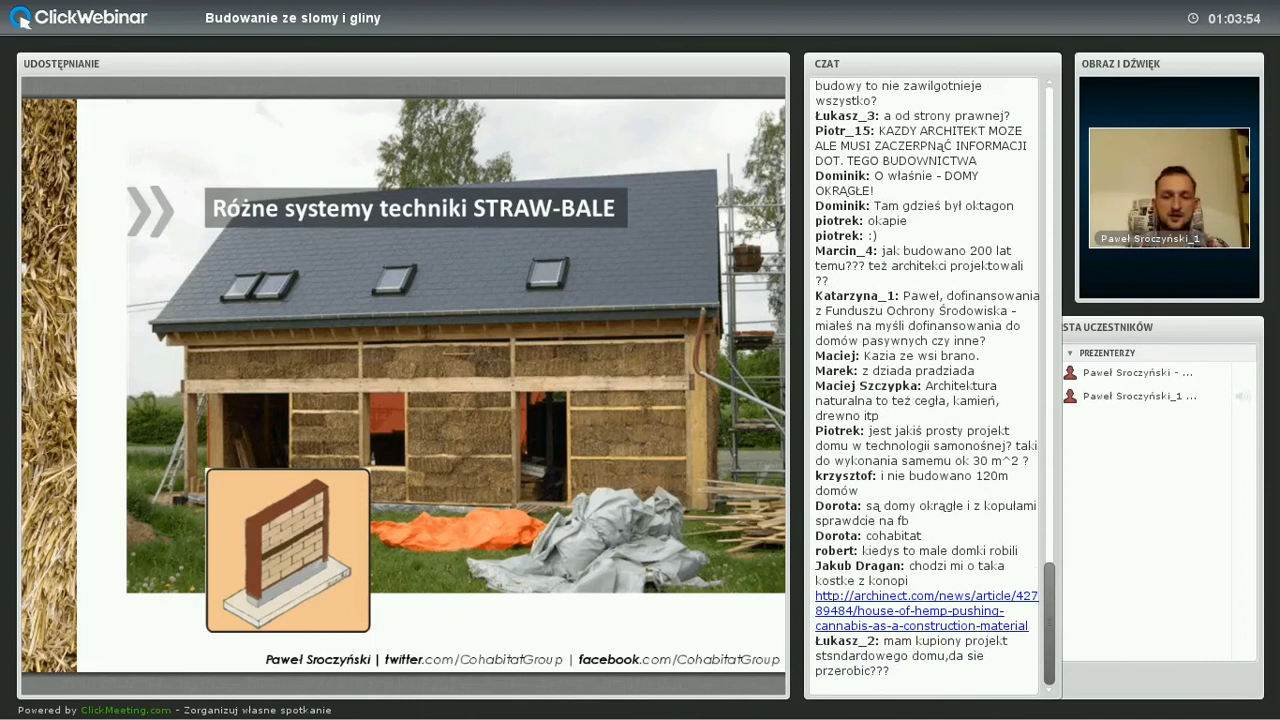 ClickWebinar
Budowanie ze slomy i gliny
01:03:54
UDOSTĘPNIANIE
Różne systemy techniki STRAW-BALE
Paweł Sroczyński | twitter.com/CohabitatGroup | facebook.com/CohabitatGroup
CZAT
budowy to nie zawilgotnieje
wszystko?
Łukasz_3: a od strony prawnej?
Piotr_15: KAZDY ARCHITEKT MOZE
ALE MUSI ZACZERPNąĆ INFORMACJI
DOT. TEGO BUDOWNICTWA
Dominik: O właśnie - DOMY
OKRĄGŁE!
Dominik: Tam gdzieś był oktagon
piotrek: okapie
piotrek: :)
Marcin_4: jak budowano 200 lat
temu??? też architekci projektowali
??
Katarzyna_1: Paweł, dofinansowania
z Funduszu Ochrony Środowiska -
miałeś na myśli dofinansowania do
domów pasywnych czy inne?
Maciej: Kazia ze wsi brano.
Marek: z dziada pradziada
Maciej Szczypka: Architektura
naturalna to też cegła, kamień,
drewno itp
Piotrek: jest jakiś prosty projekt
domu w technologii samonośnej? taki
do wykonania samemu ok 30 m^2 ?
krzysztof: i nie budowano 120m
domów
Dorota: są domy okrągłe i z kopułami
sprawdcie na fb
Dorota: cohabitat
robert: kiedys to male domki robili
Jakub Dragan: chodzi mi o taka
kostke z konopi
http://archinect.com/news/article/427
89484/house-of-hemp-pushing-
cannabis-as-a-construction-material
Łukasz_2: mam kupiony projekt
stsndardowego domu,da sie
przerobic???
OBRAZ I DŹWIĘK
Paweł Sroczyński_1
STA UCZESTNIKÓW
PREZENTERZY
Paweł Sroczyński - ...
Paweł Sroczyński_1 ...
Powered by ClickMeeting.com - Zorganizuj własne spotkanie